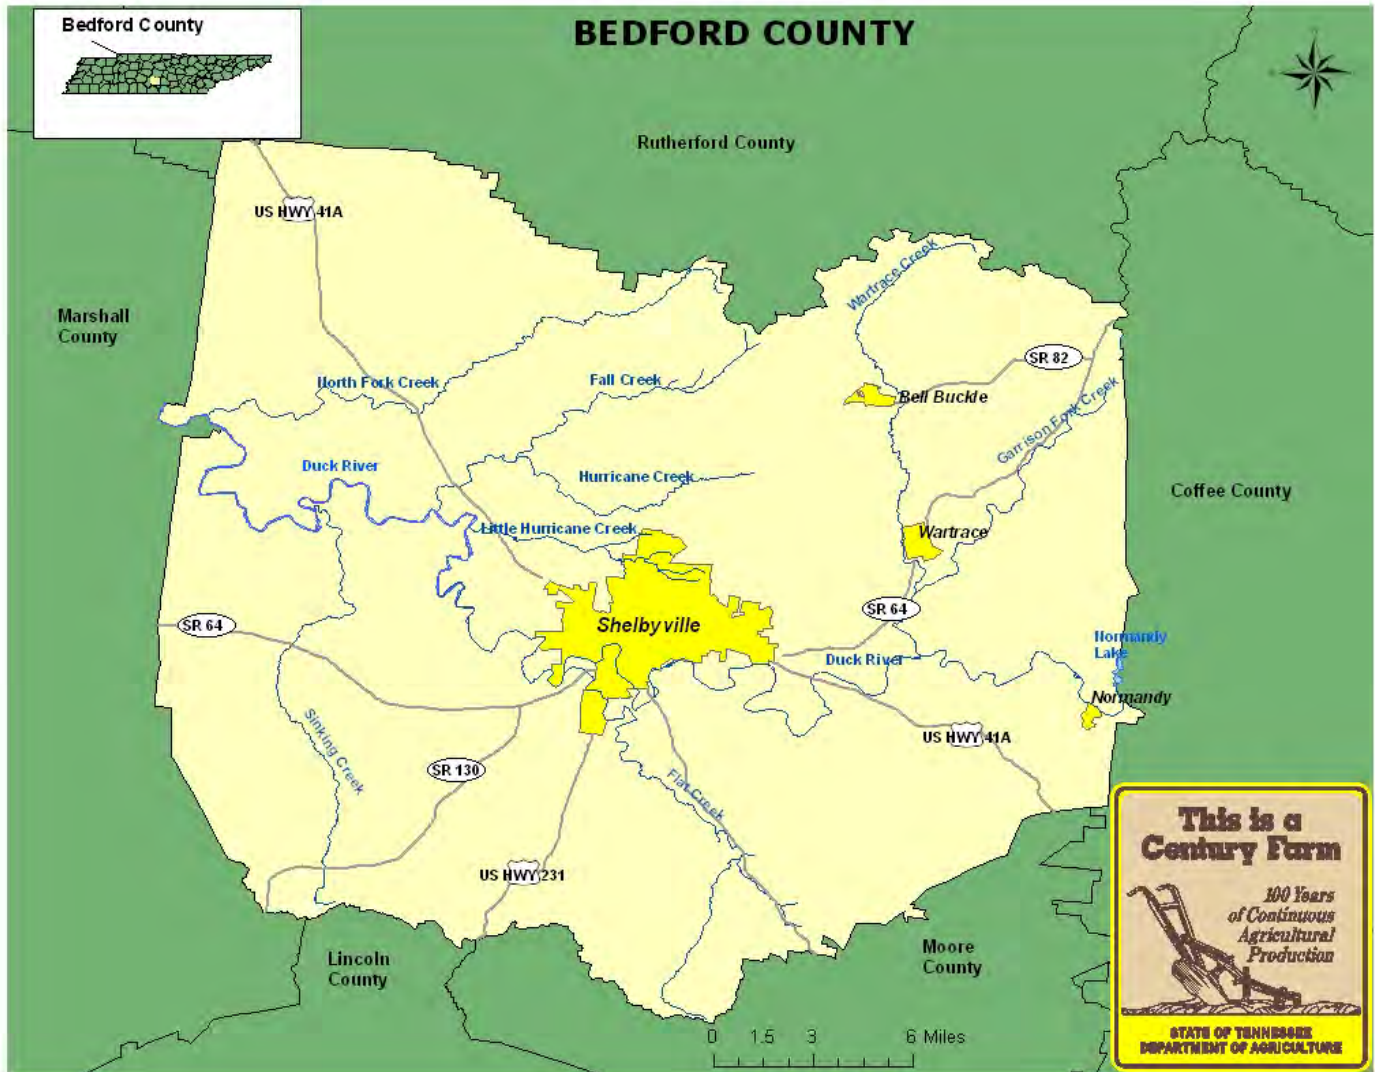 Bedford County
BEDFORD COUNTY
Rutherford County
US HWY 41A
Wartrace Creek
Marshall
County
SR 82
North Fork Creek
Fall Creek
Bell Buckle
Garrison Fork Creek
Duck River
Hurricane Creek
Coffee County
Little Hurricane Creek
Wartrace
SR 64
SR 64
Shelbyville
Normandy
Lake
Duck River
Normandy
Sinking Creek
US HWY 41A
SR 130
Flat Creek
US HWY 231
This is a
Century Farm
100 Years
of Continuous
Agricultural
Production
STATE OF TENNESSEE
DEPARTMENT OF AGRICULTURE
Lincoln
County
Moore
County
0 1.5 3 6 Miles